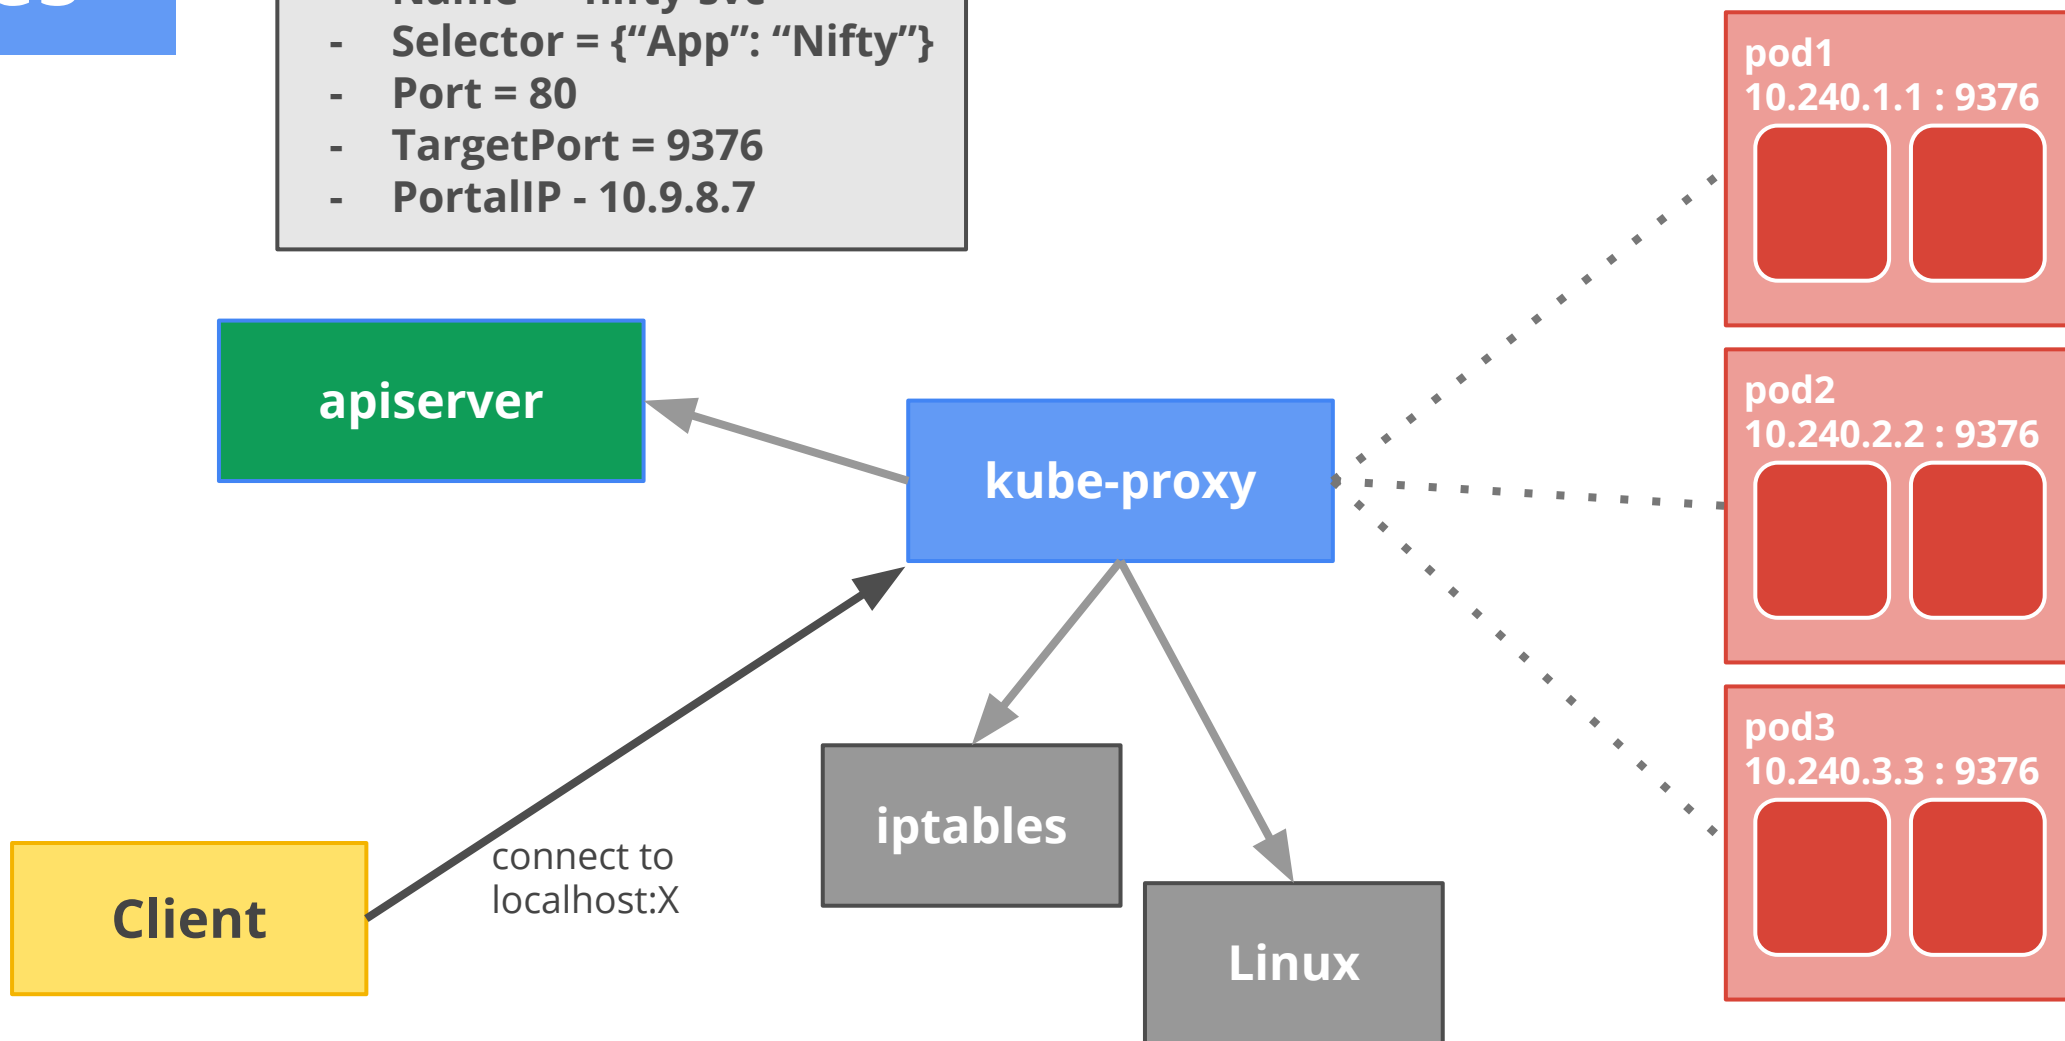 - Selector = {“App”: “Nifty”}
- Port = 80
- TargetPort = 9376
- PortalIP - 10.9.8.7
pod1
10.240.1.1 : 9376
apiserver
kube-proxy
pod2
10.240.2.2 : 9376
iptables
connect to
localhost:X
Client
Linux
pod3
10.240.3.3 : 9376